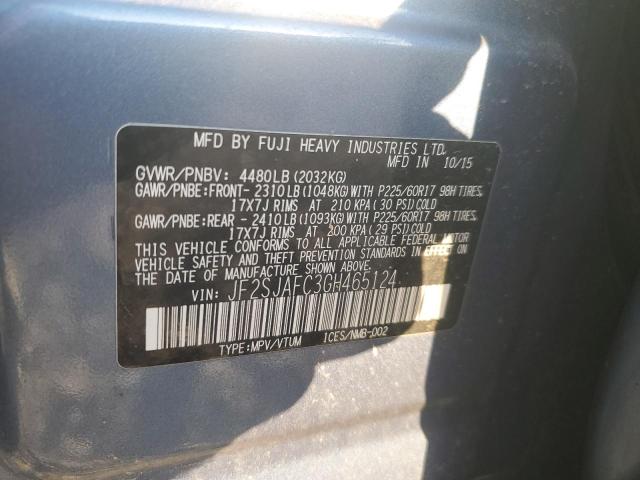 MFD BY FUJI HEAVY INDUSTRIES LTD.
MFD IN 10/15
GVWR/PNBV: 4480LB (2032KG)
GAWR/PNBE:FRONT- 2310LB (1048KG)WITH P225/60R17 98H TIRES,
17X7J RIMS AT 210 KPA (30 PSI)COLD
GAWR/PNBE:REAR - 2410LB (1093KG)WITH P225/60R17 98H TIRES,
17X7J RIMS AT 200 KPA (29 PSI)COLD
THIS VEHICLE CONFORMS TO ALL APPLICABLE FEDERAL MOTOR
VEHICLE SAFETY AND THEFT PREVENTION STANDARDS IN EFFECT ON
THE DATE OF MANUFACTURE SHOWN ABOVE.
VIN: JF2SJAFC3GH465124
TYPE:MPV/VTUM ICES/NMB-002